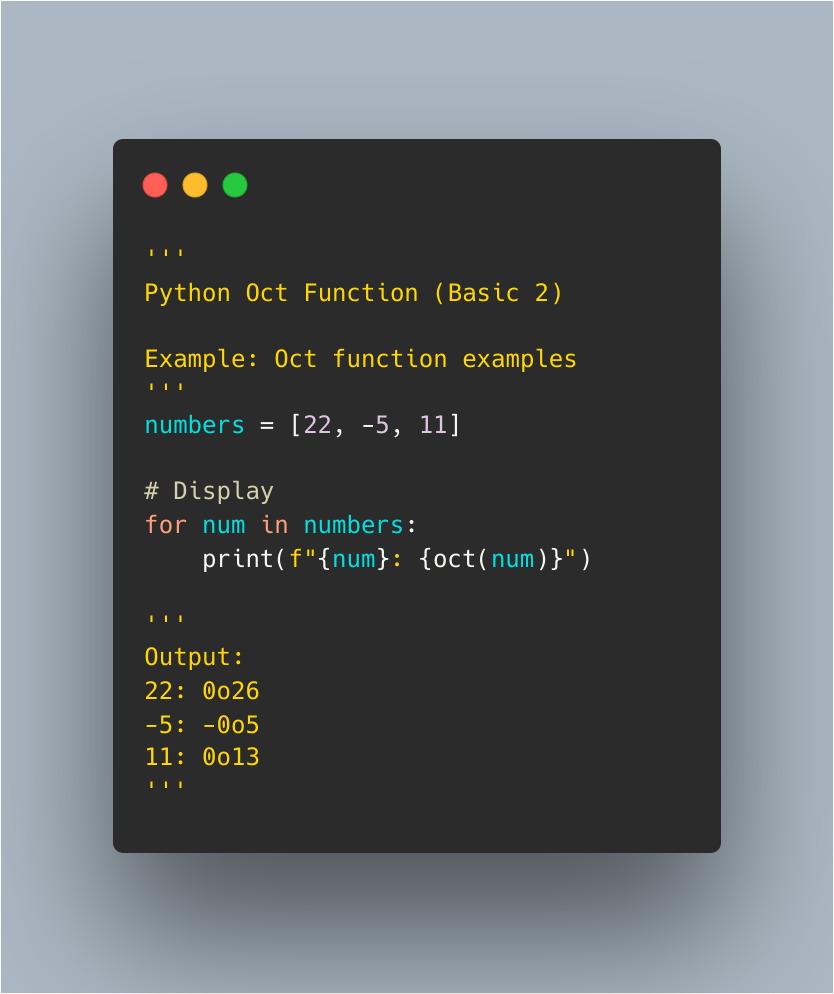 '''
Python Oct Function (Basic 2)

Example: Oct function examples
'''
numbers = [22, -5, 11]

# Display
for num in numbers:
    print(f"{num}: {oct(num)}")

'''
Output:
22: 0o26
-5: -0o5
11: 0o13
'''